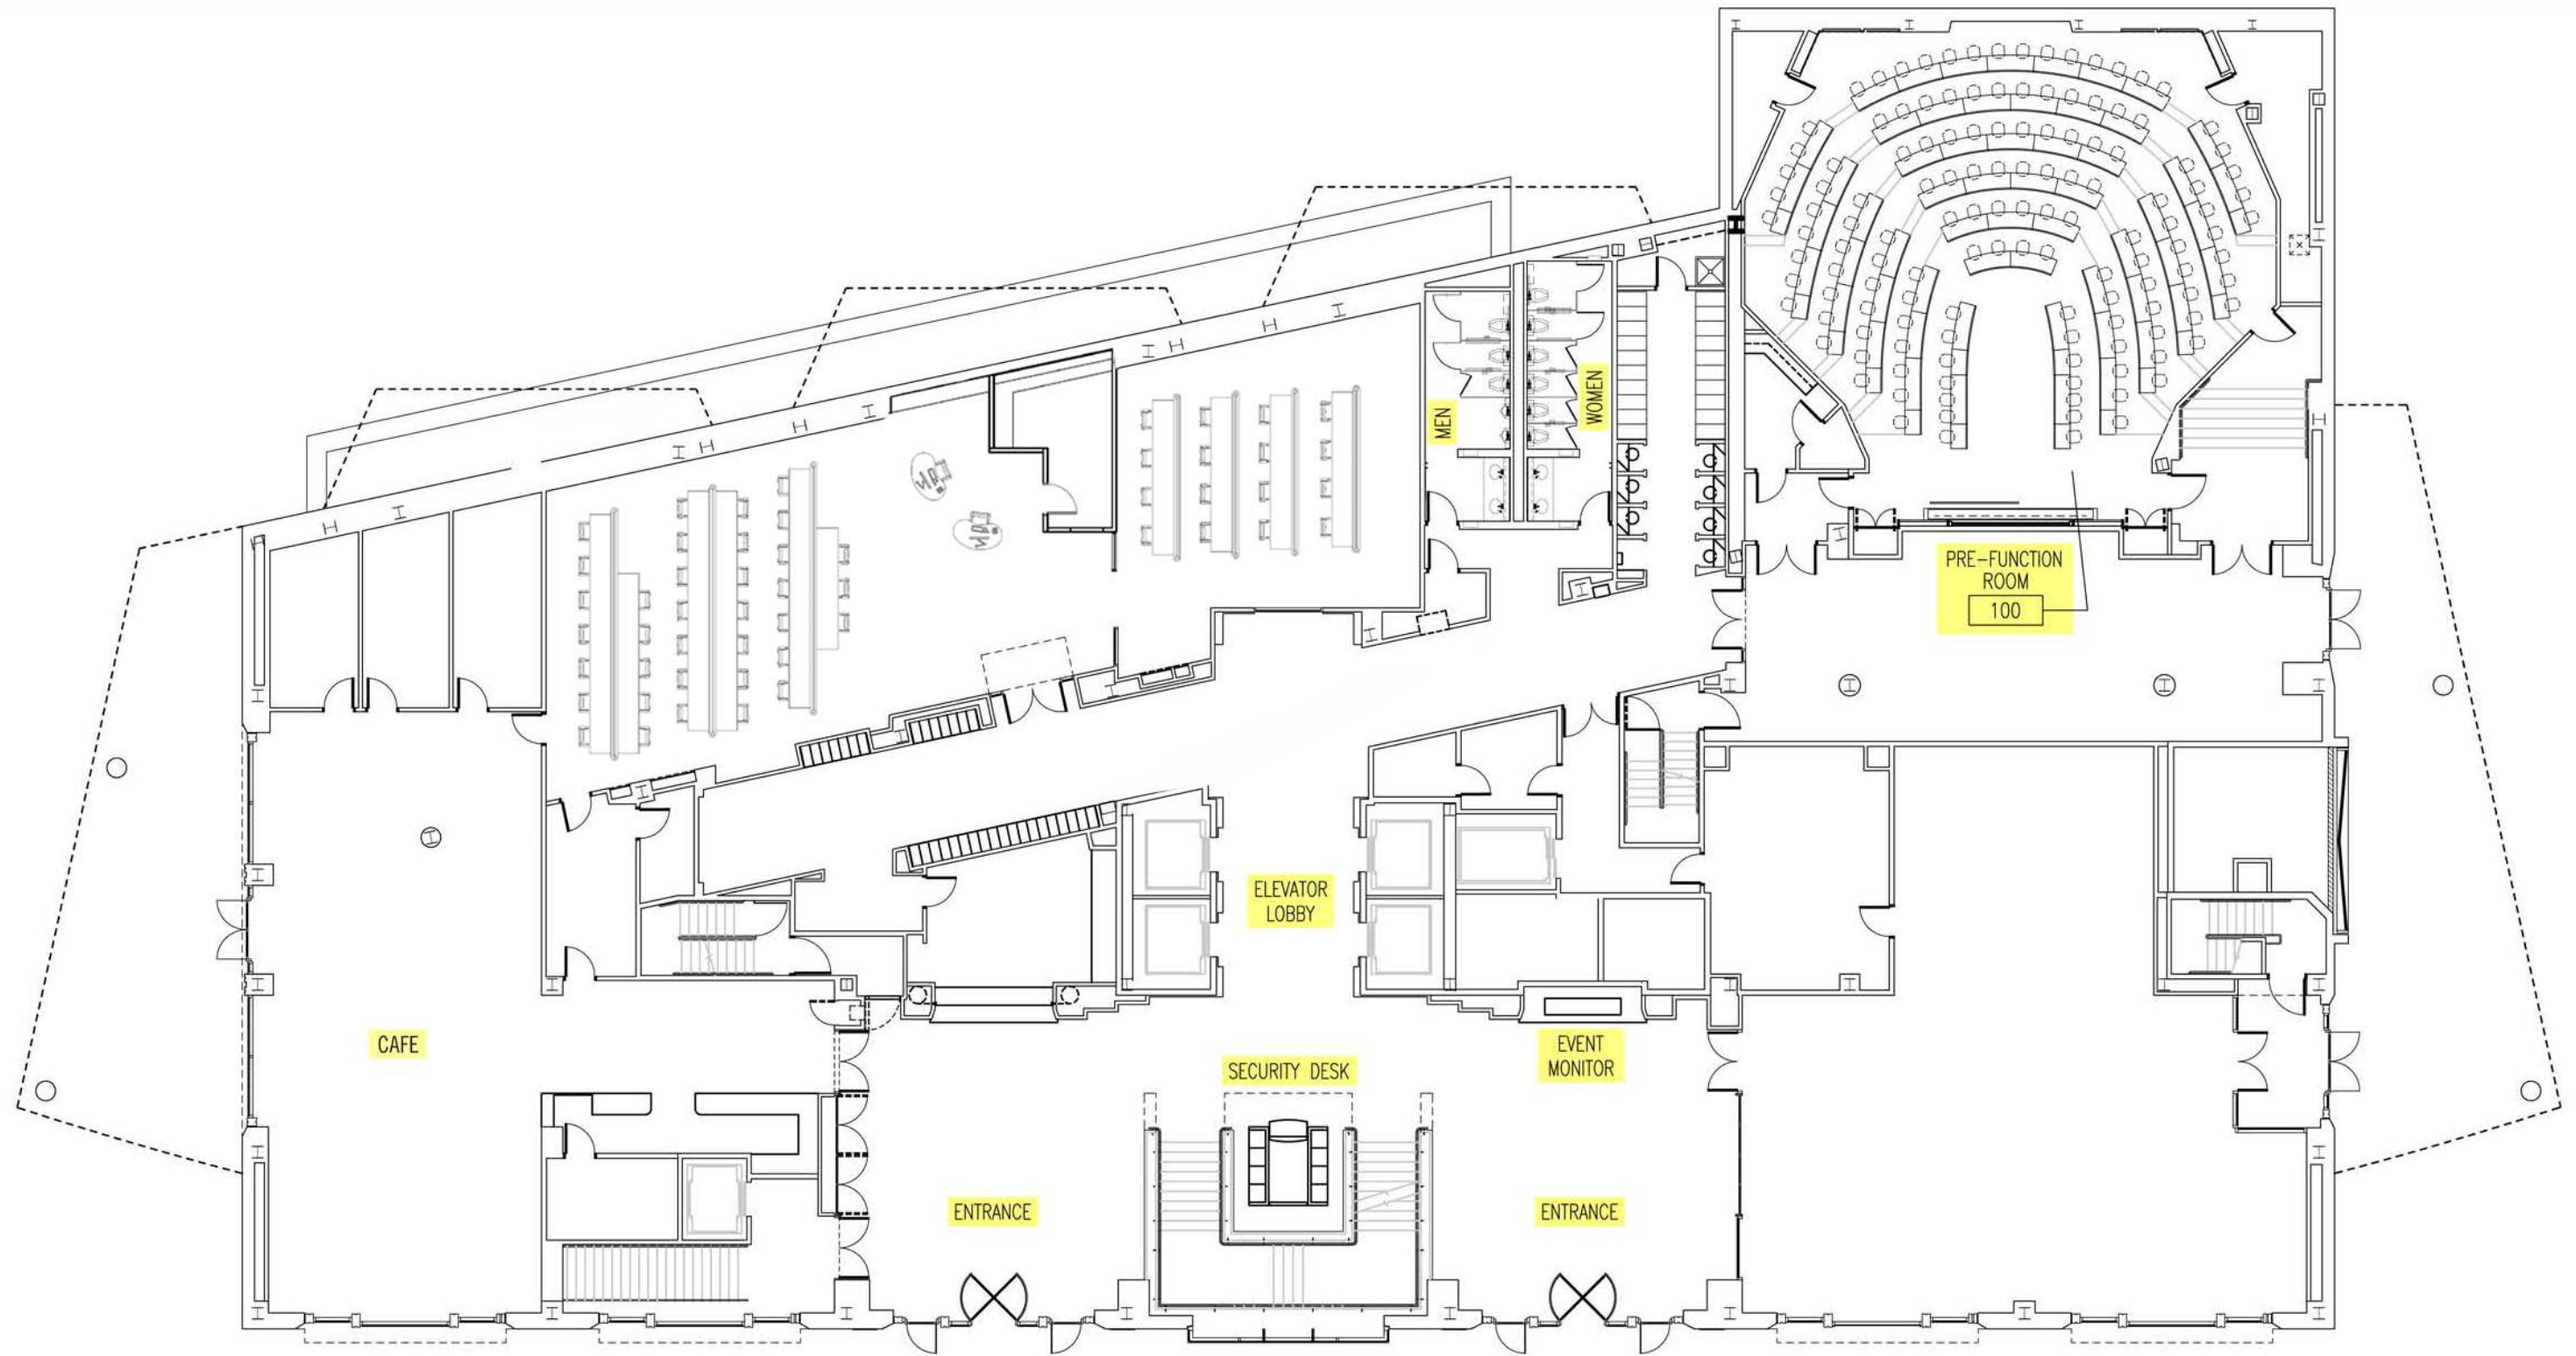 MEN
WOMEN
PRE-FUNCTION
ROOM
100
ELEVATOR
LOBBY
CAFE
SECURITY DESK
EVENT
MONITOR
ENTRANCE
ENTRANCE